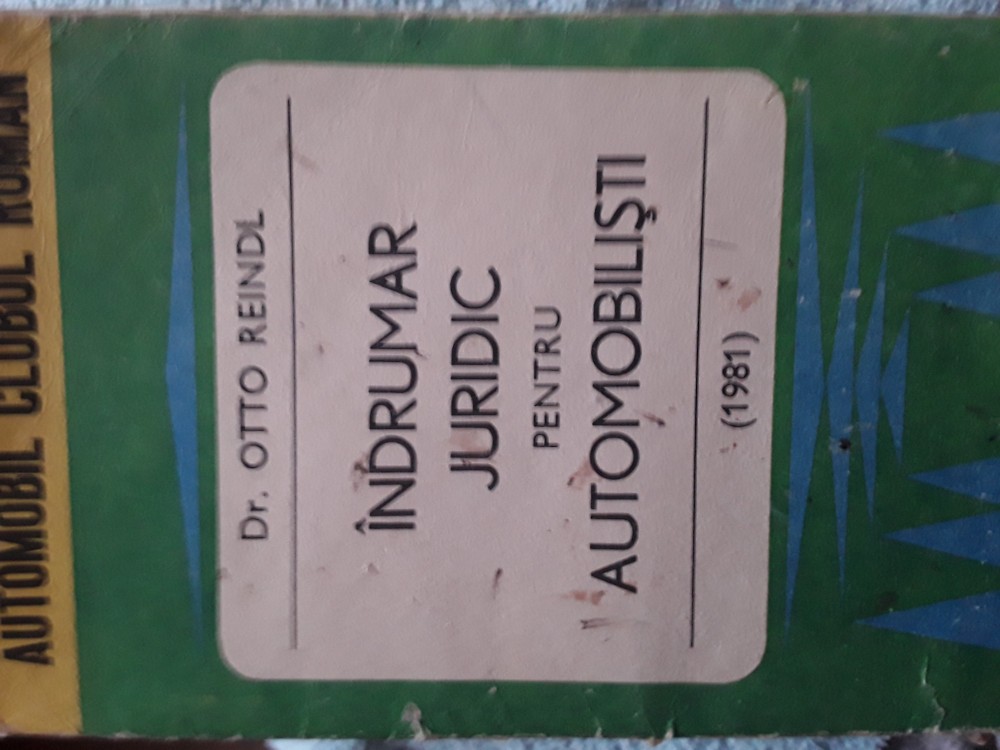 AUTOMOBIL CLUBUL ROMÂN
Dr. OTTO REINDL
ÎNDRUMAR
JURIDIC
PENTRU
AUTOMOBILIŞTI
(1981)